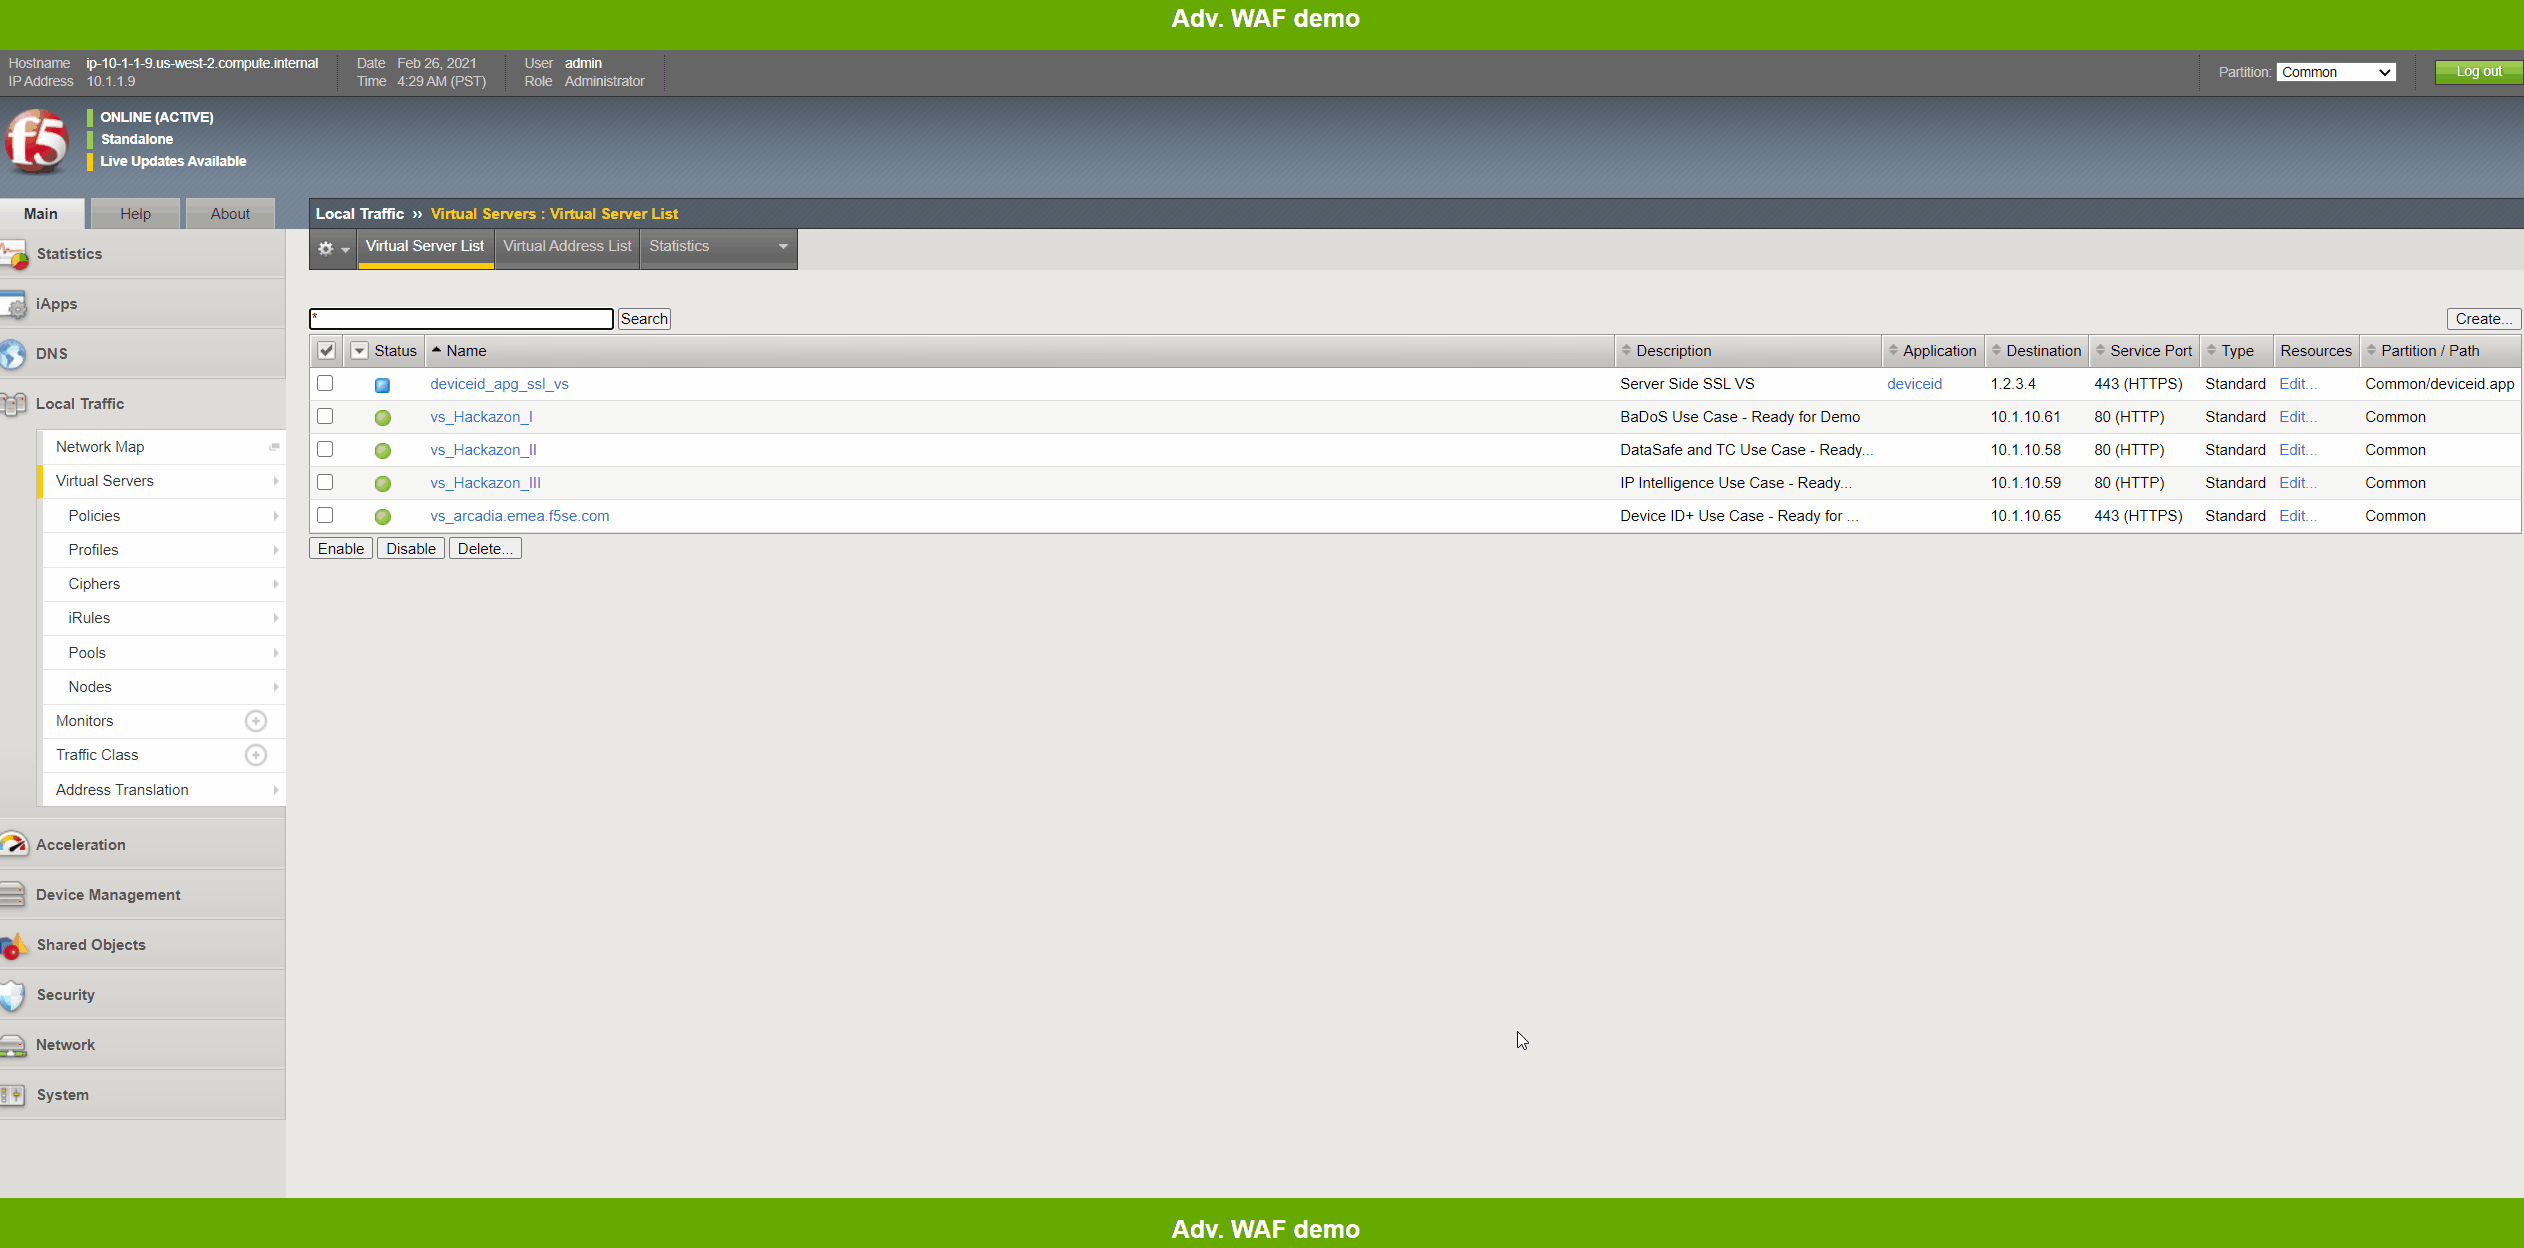 Adv. WAF demo
Hostname ip-10-1-1-9.us-west-2.compute.internal Date Feb 26, 2021 User admin
IP Address 10.1.1.9 Time 4:29 AM (PST) Role Administrator
Partition: Common Log out
f5
ONLINE (ACTIVE)
Standalone
Live Updates Available
Main Help About
Local Traffic ›› Virtual Servers : Virtual Server List
Virtual Server List Virtual Address List Statistics
Statistics
iApps
DNS
Local Traffic
Network Map
Virtual Servers
Policies
Profiles
Ciphers
iRules
Pools
Nodes
Monitors
Traffic Class
Address Translation
Acceleration
Device Management
Shared Objects
Security
Network
System
* Search Create...
Status Name Description Application Destination Service Port Type Resources Partition / Path
deviceid_apg_ssl_vs Server Side SSL VS deviceid 1.2.3.4 443 (HTTPS) Standard Edit... Common/deviceid.app
vs_Hackazon_I BaDoS Use Case - Ready for Demo 10.1.10.61 80 (HTTP) Standard Edit... Common
vs_Hackazon_II DataSafe and TC Use Case - Ready... 10.1.10.58 80 (HTTP) Standard Edit... Common
vs_Hackazon_III IP Intelligence Use Case - Ready... 10.1.10.59 80 (HTTP) Standard Edit... Common
vs_arcadia.emea.f5se.com Device ID+ Use Case - Ready for ... 10.1.10.65 443 (HTTPS) Standard Edit... Common
Enable Disable Delete...
Adv. WAF demo